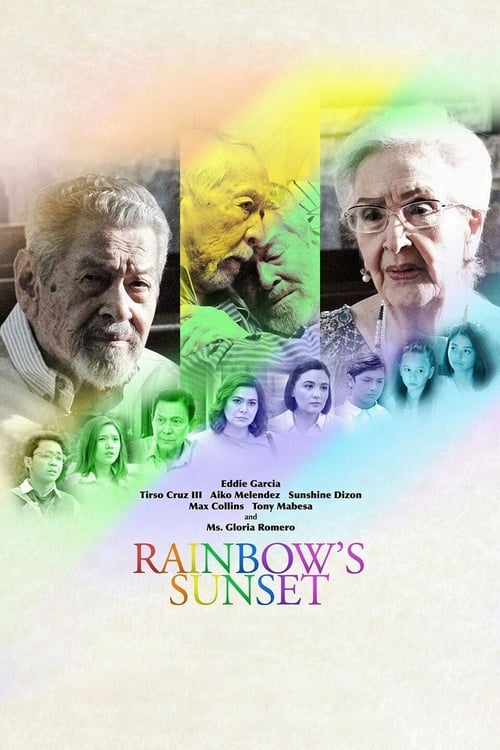 Eddie Garcia
Tirso Cruz III Aiko Melendez Sunshine Dizon
Max Collins Tony Mabesa
and
Ms. Gloria Romero
RAINBOW'S
SUNSET